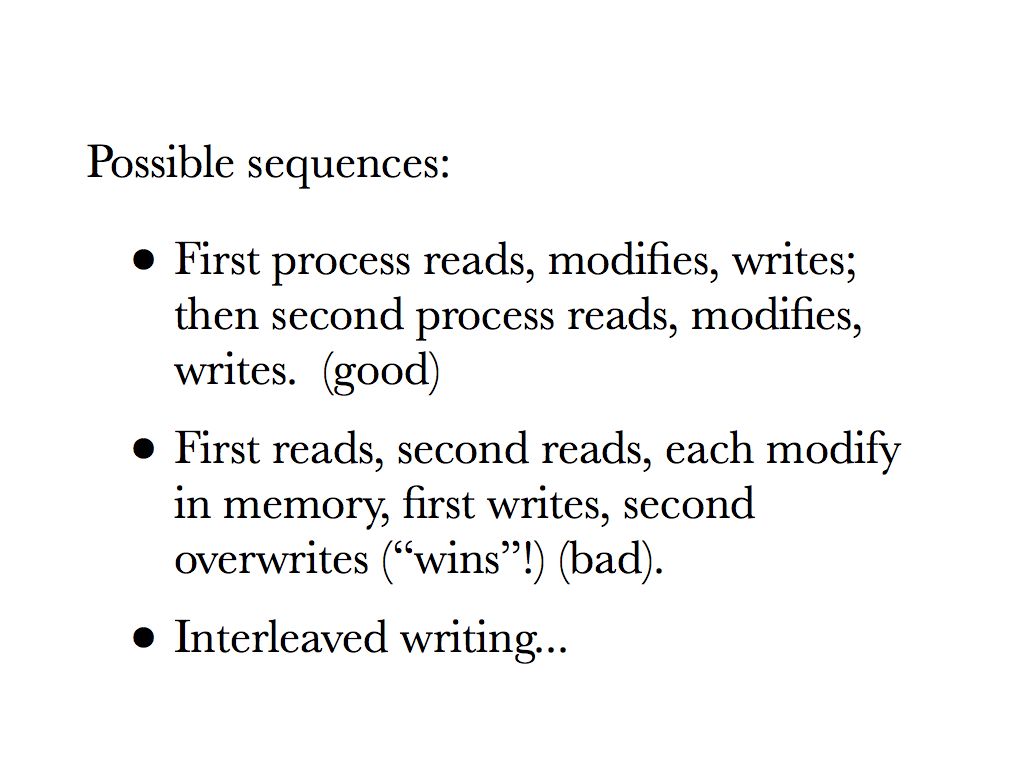 Possible sequences:
• First process reads, modifies, writes;
then second process reads, modifies,
writes.  (good)
• First reads, second reads, each modify
in memory, first writes, second
overwrites (“wins”!) (bad).
• Interleaved writing...